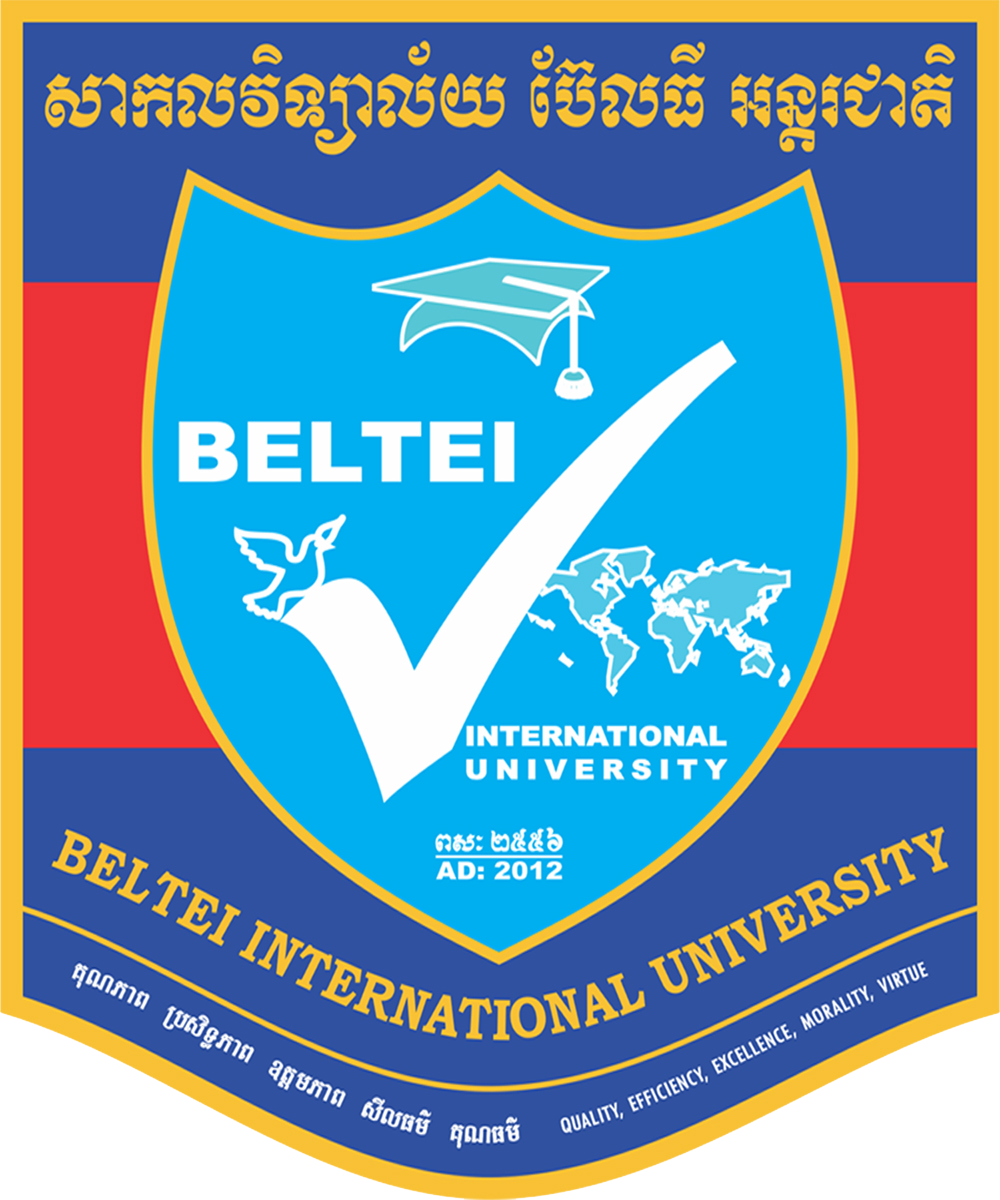 សាកលវិទ្យាល័យ ប៊ែលធី អន្តរជាតិ
BELTEI
INTERNATIONAL
UNIVERSITY
ពសៈ ២៥៥៦
AD: 2012
BELTEI INTERNATIONAL UNIVERSITY
គុណភាព ប្រសិទ្ធភាព ឧត្តមភាព សីលធម៌ គុណធម៌ QUALITY, EFFICIENCY, EXCELLENCE, MORALITY, VIRTUE